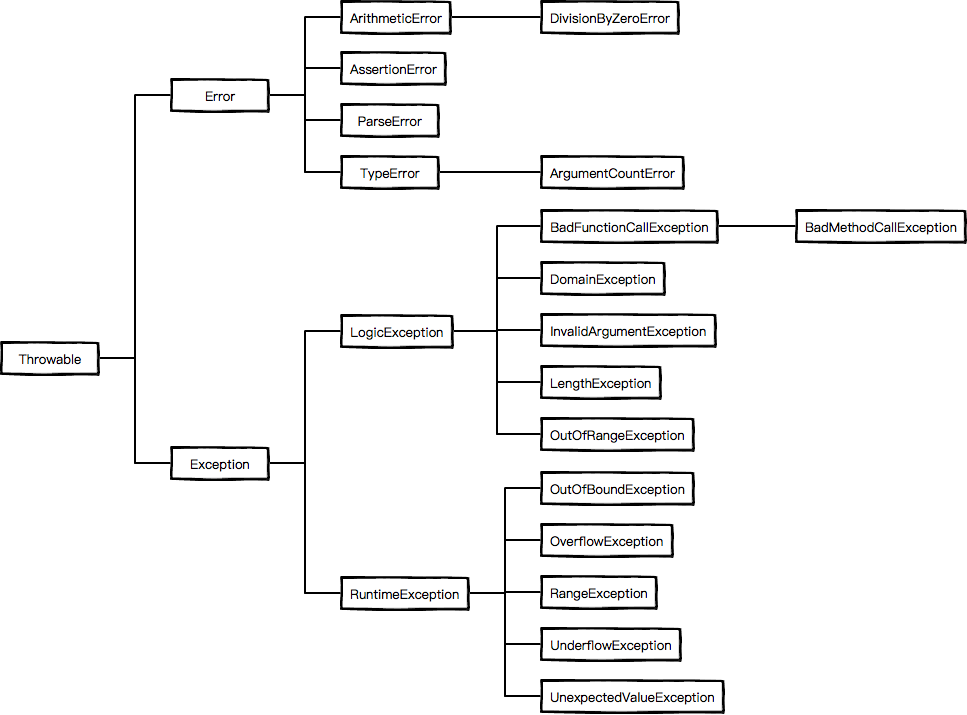 ArithmeticError
DivisionByZeroError
AssertionError
Error
ParseError
TypeError
ArgumentCountError
BadFunctionCallException
BadMethodCallException
DomainException
LogicException
InvalidArgumentException
Throwable
LengthException
OutOfRangeException
Exception
OutOfBoundException
OverflowException
RuntimeException
RangeException
UnderflowException
UnexpectedValueException